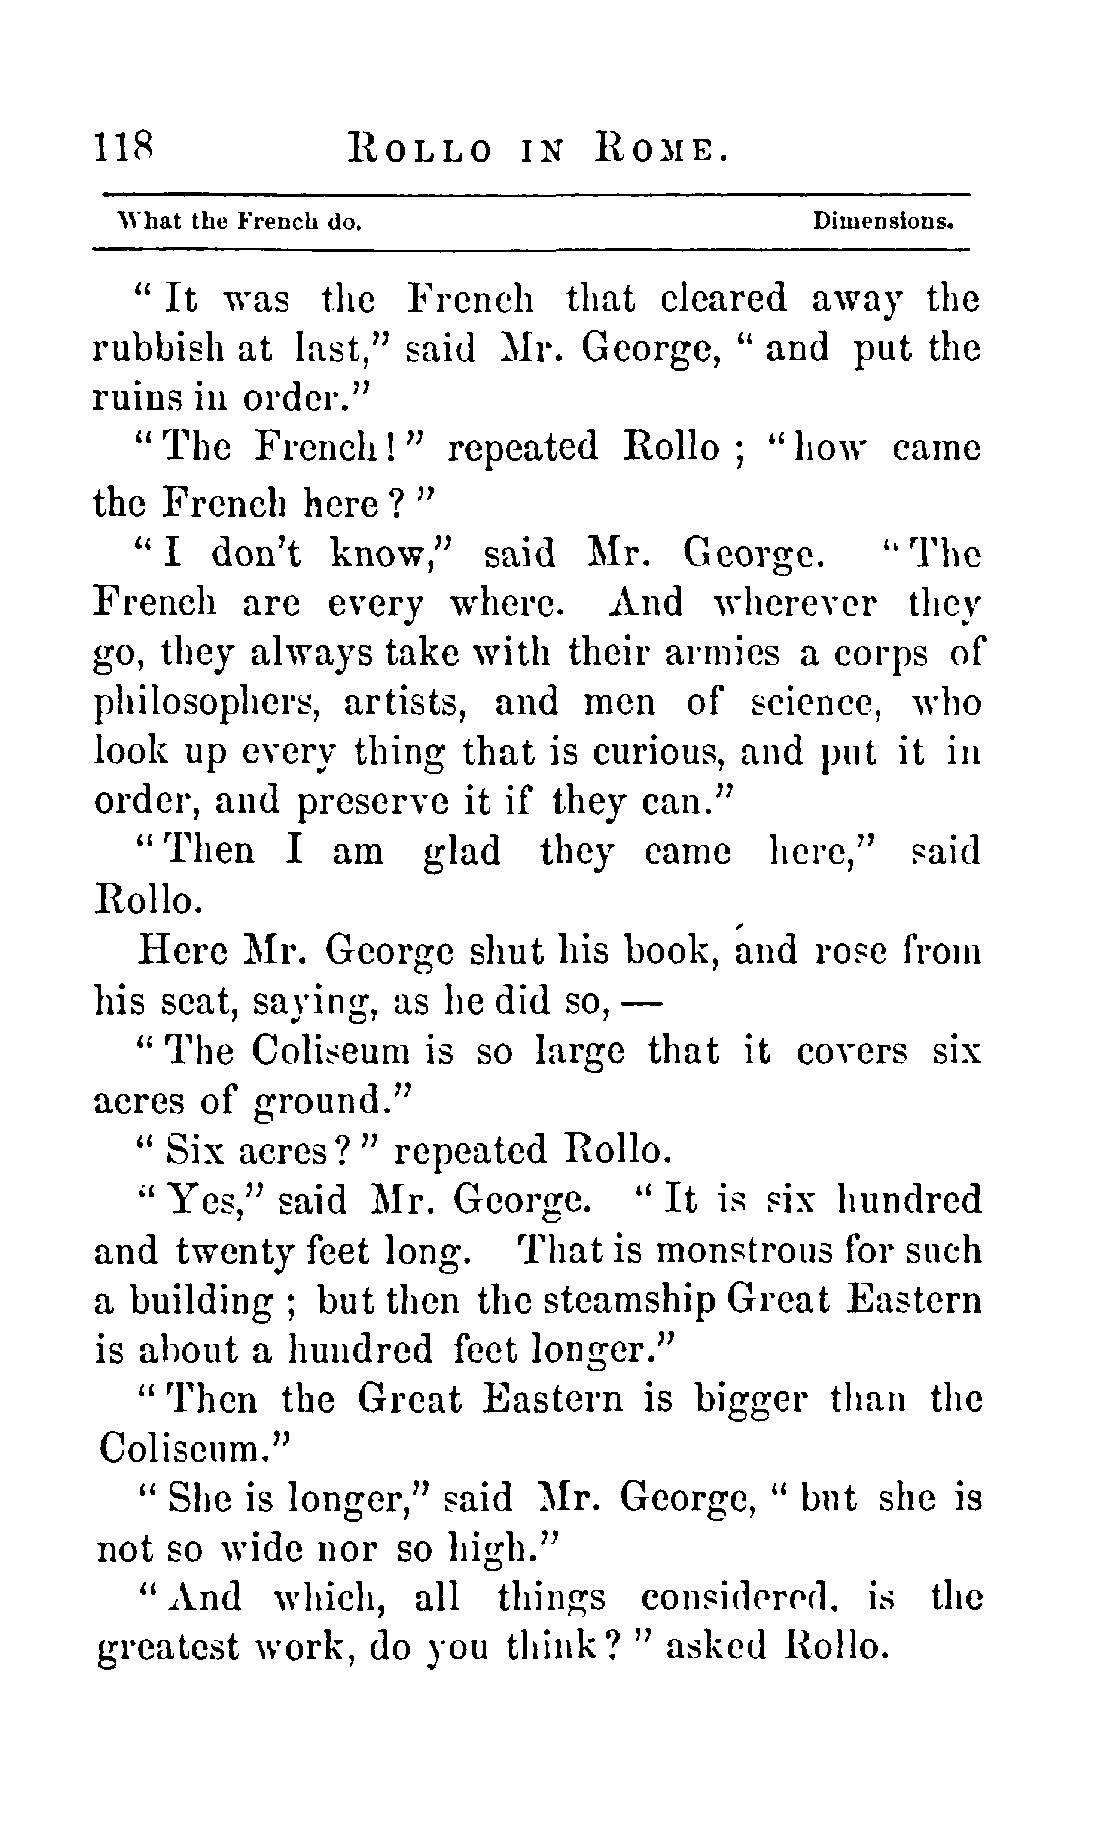 118 ROLLO IN ROME.
What the French do. Dimensions.
" It was the French that cleared away the
rubbish at last," said Mr. George, " and put the
ruins in order."
" The French ! " repeated Rollo ; " how came
the French here ? "
" I don't know," said Mr. George. " The
French are every where. And wherever they
go, they always take with their armies a corps of
philosophers, artists, and men of science, who
look up every thing that is curious, and put it in
order, and preserve it if they can."
" Then I am glad they came here," said
Rollo.
Here Mr. George shut his book, and rose from
his seat, saying, as he did so, —
" The Coliseum is so large that it covers six
acres of ground."
" Six acres ? " repeated Rollo.
" Yes," said Mr. George. " It is six hundred
and twenty feet long. That is monstrous for such
a building ; but then the steamship Great Eastern
is about a hundred feet longer."
" Then the Great Eastern is bigger than the
Coliseum."
" She is longer," said Mr. George, " but she is
not so wide nor so high."
" And which, all things considered, is the
greatest work, do you think ? " asked Rollo.